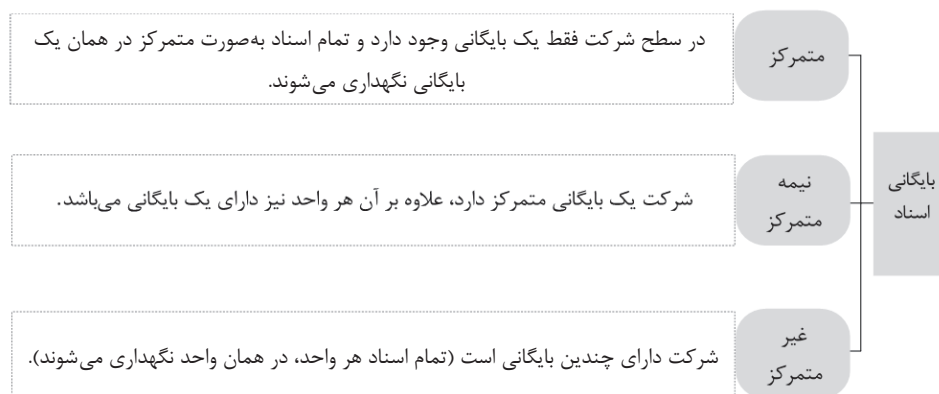 بایگانی
اسناد
متمرکز
در سطح شرکت فقط یک بایگانی وجود دارد و تمام اسناد به‌صورت متمرکز در همان یک
بایگانی نگهداری می‌شوند.
نیمه
متمرکز
شرکت یک بایگانی متمرکز دارد، علاوه بر آن هر واحد نیز دارای یک بایگانی می‌باشد.
غیر
متمرکز
شرکت دارای چندین بایگانی است (تمام اسناد هر واحد، در همان واحد نگهداری می‌شوند).